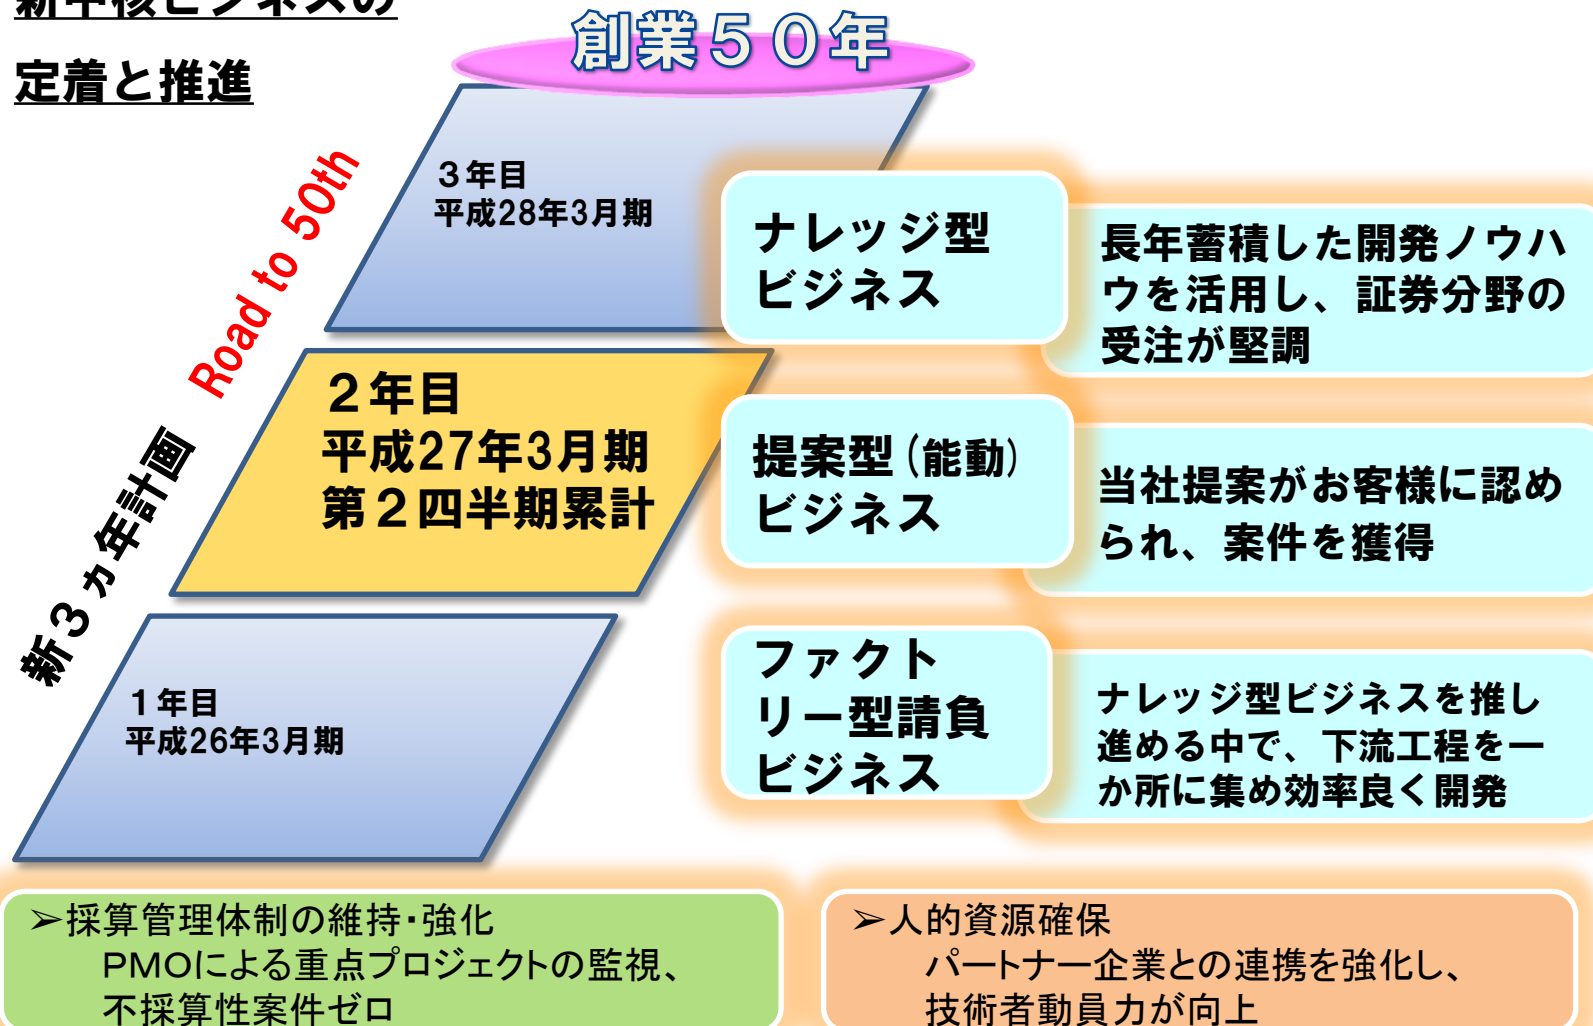 新中核ビジネスの
定着と推進
創業５０年
新３ヵ年計画 Road to 50th
３年目
平成28年3月期
２年目
平成27年3月期
第２四半期累計
１年目
平成26年3月期
ナレッジ型
ビジネス
長年蓄積した開発ノウハ
ウを活用し、証券分野の
受注が堅調
提案型(能動)
ビジネス
当社提案がお客様に認め
られ、案件を獲得
ファクト
リー型請負
ビジネス
ナレッジ型ビジネスを推し
進める中で、下流工程を一
か所に集め効率良く開発
➢採算管理体制の維持・強化
PMOによる重点プロジェクトの監視、
不採算性案件ゼロ
➢人的資源確保
パートナー企業との連携を強化し、
技術者動員力が向上